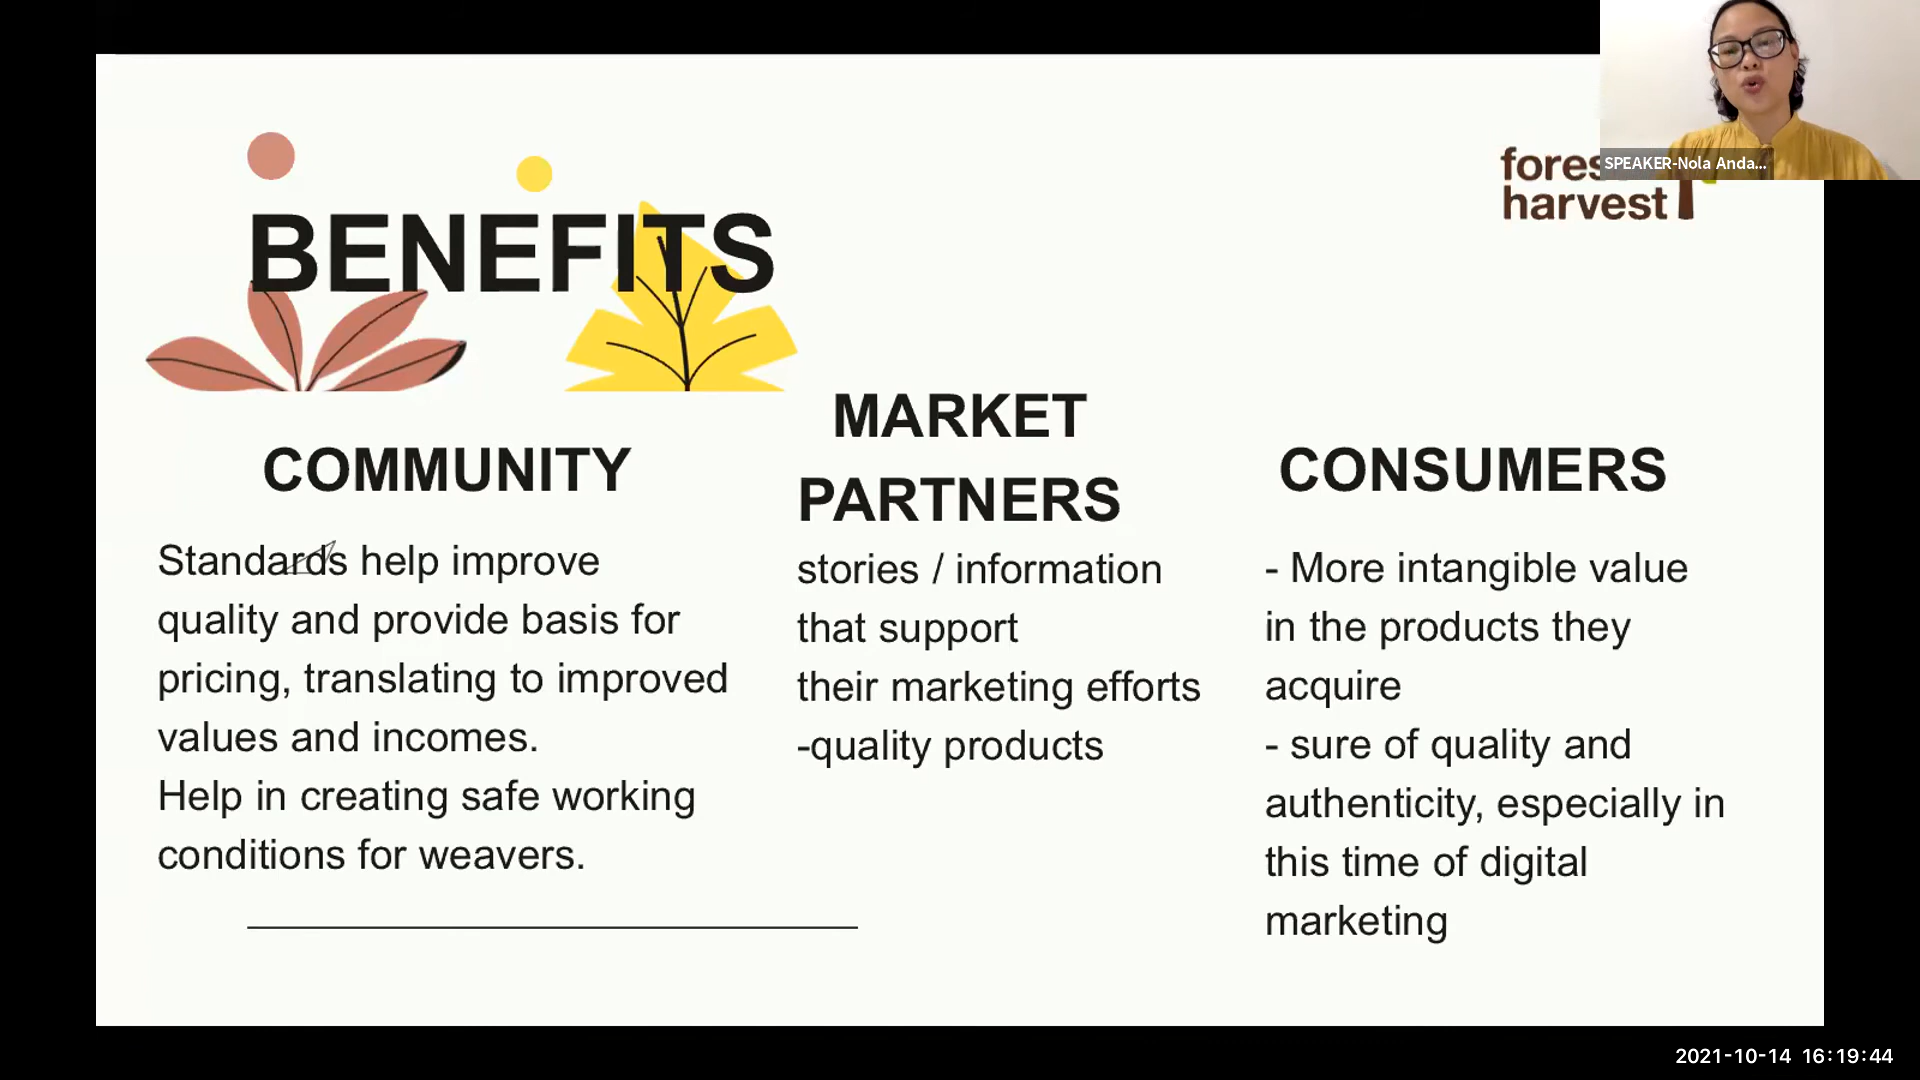 SPEAKER-Nola Anda...
harvest
BENEFITS
COMMUNITY
Standards help improve
quality and provide basis for
pricing, translating to improved
values and incomes.
Help in creating safe working
conditions for weavers.
MARKET
PARTNERS
stories / information
that support
their marketing efforts
-quality products
CONSUMERS
- More intangible value
in the products they
acquire
- sure of quality and
authenticity, especially in
this time of digital
marketing
2021-10-14 16:19:44